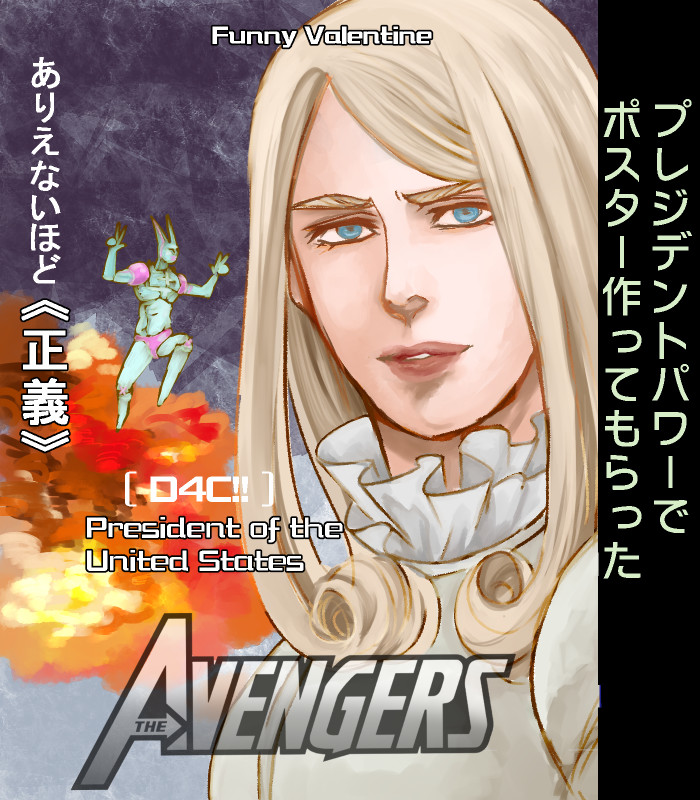 Funny Valentine
プレジデントパワーで
ポスター作ってもらった
ありえないほど
《正義》
[ D4C!! ]
President of the
United States
THE AVENGERS